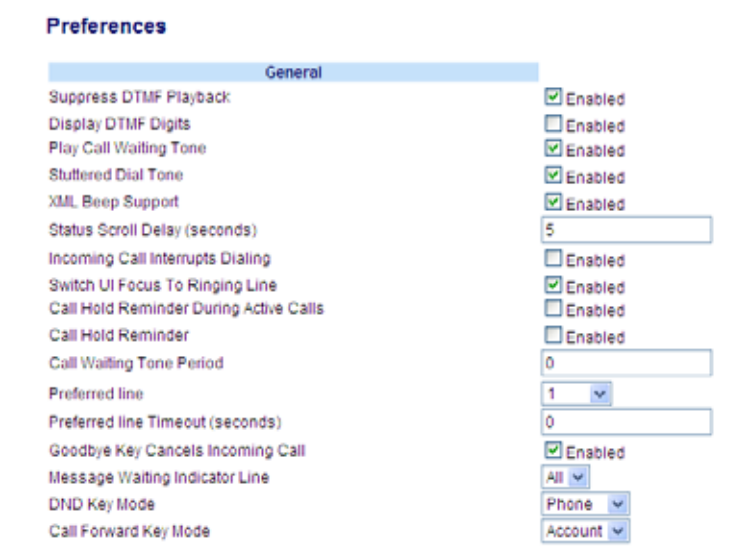 Preferences
General
Suppress DTMF Playback Enabled
Display DTMF Digits Enabled
Play Call Waiting Tone Enabled
Stuttered Dial Tone Enabled
XML Beep Support Enabled
Status Scroll Delay (seconds) 5
Incoming Call Interrupts Dialing Enabled
Switch UI Focus To Ringing Line Enabled
Call Hold Reminder During Active Calls Enabled
Call Hold Reminder Enabled
Call Waiting Tone Period 0
Preferred line 1
Preferred line Timeout (seconds) 0
Goodbye Key Cancels Incoming Call Enabled
Message Waiting Indicator Line All
DND Key Mode Phone
Call Forward Key Mode Account